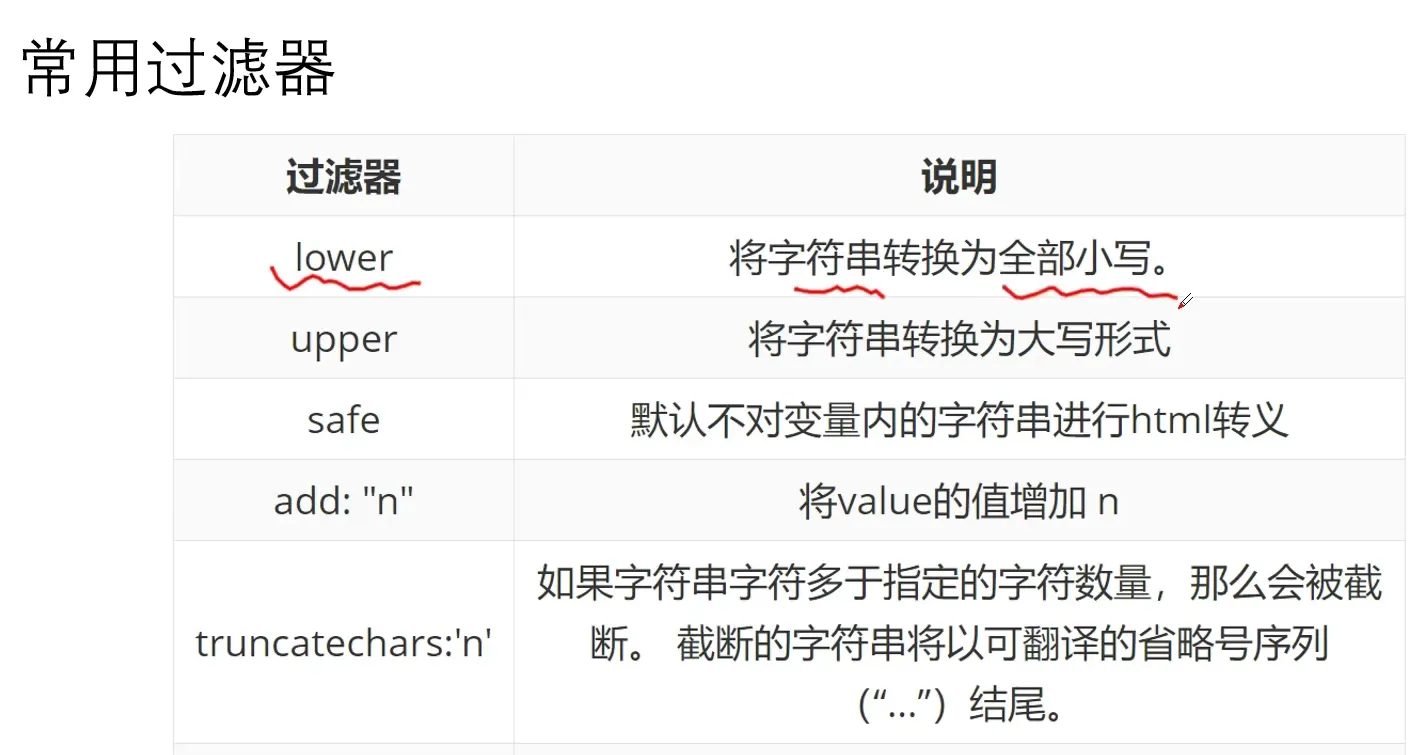 常用过滤器
过滤器 说明
lower 将字符串转换为全部小写。
upper 将字符串转换为大写形式
safe 默认不对变量内的字符串进行html转义
add: "n" 将value的值增加 n
如果字符串字符多于指定的字符数量，那么会被截
truncatechars:'n' 断。 截断的字符串将以可翻译的省略号序列
（“…”）结尾。